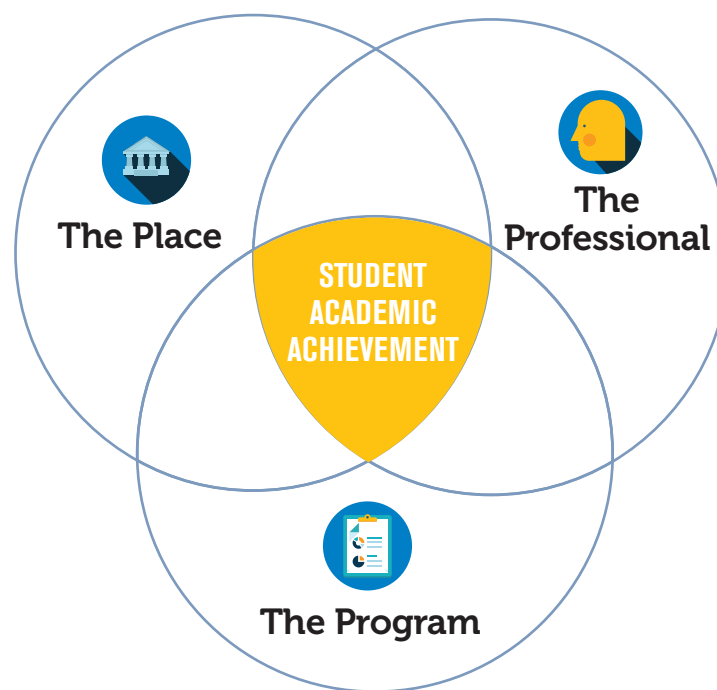 The Place
The
Professional
STUDENT
ACADEMIC
ACHIEVEMENT
The Program